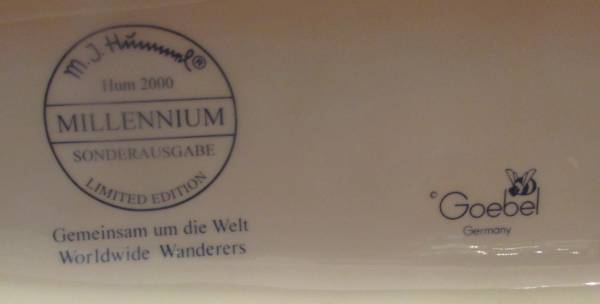 M.J. Hummel®
Hum 2000
MILLENNIUM
SONDERAUSGABE
LIMITED EDITION
Gemeinsam um die Welt
Worldwide Wanderers
© Goebel
Germany